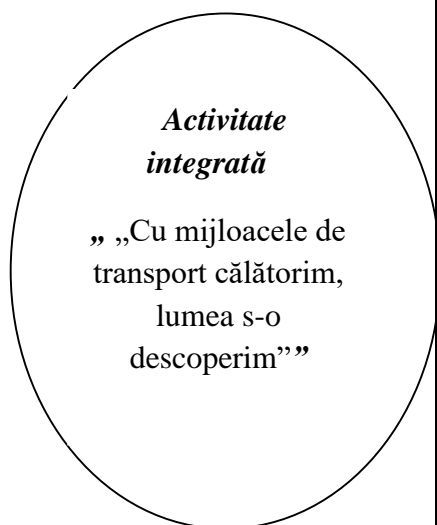 Activitate
integrată
„ „Cu mijloacele de
transport călătorim,
lumea s-o
descoperim””